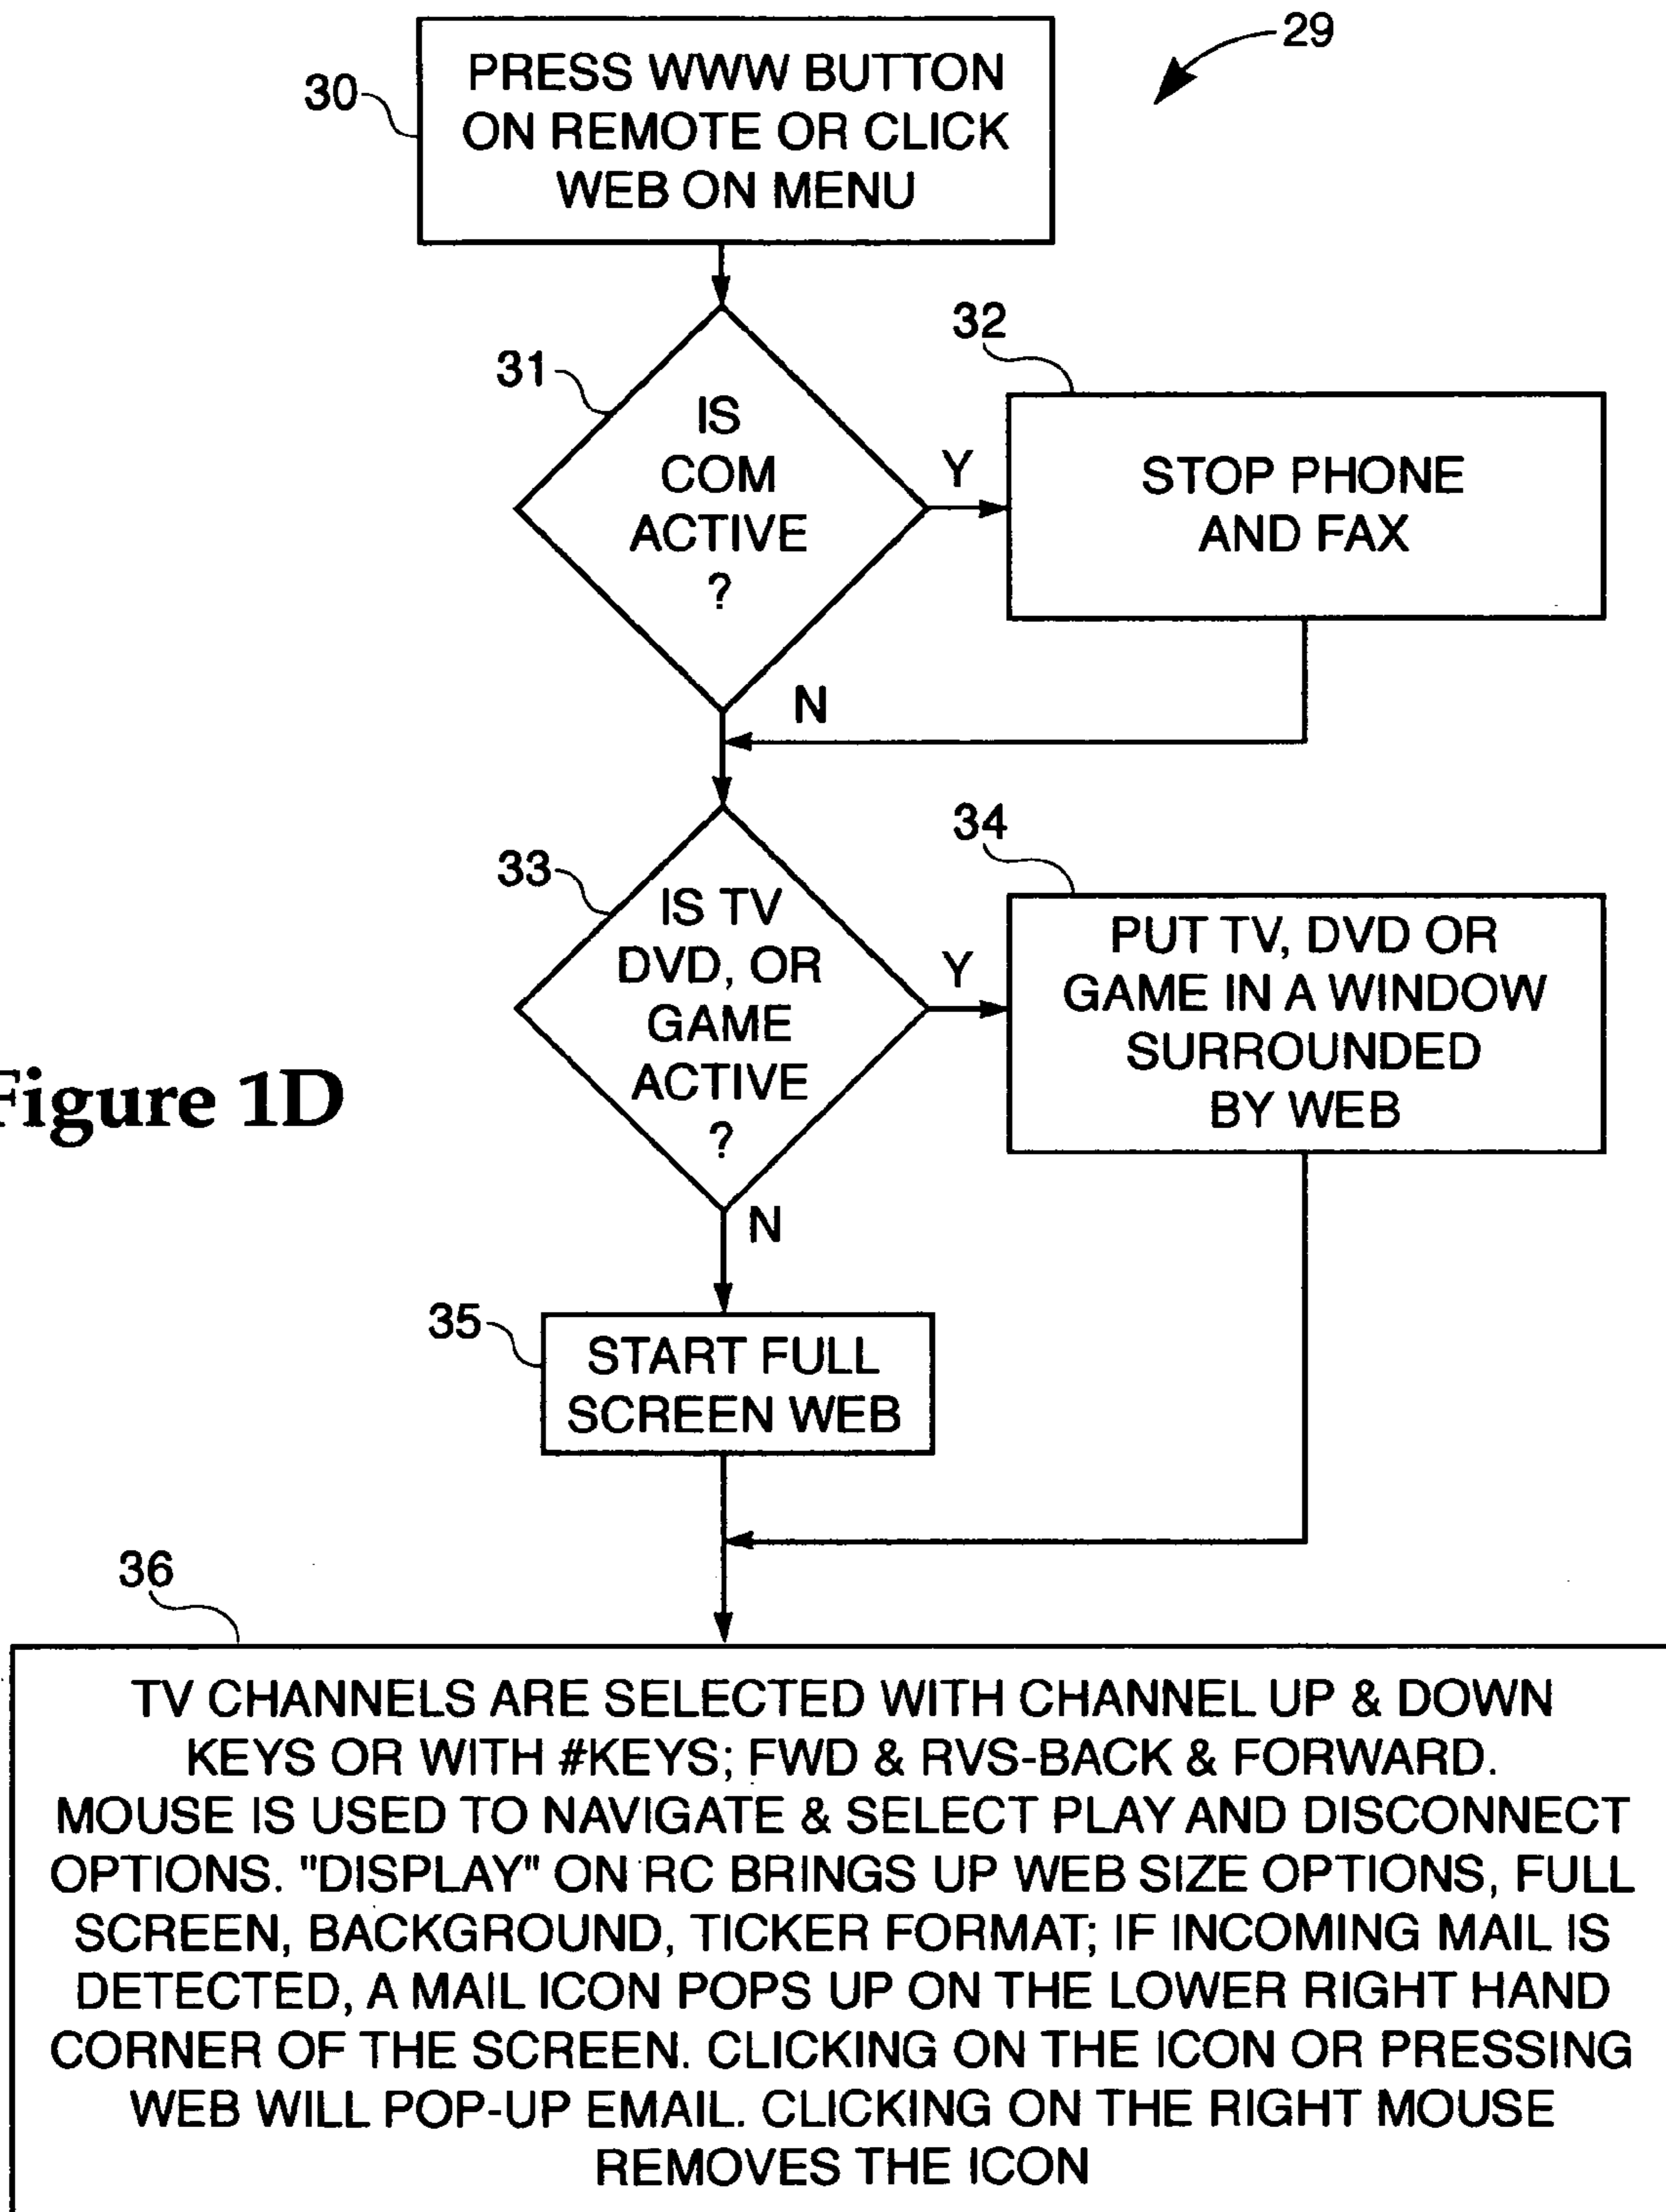 29
30
PRESS WWW BUTTON
ON REMOTE OR CLICK
WEB ON MENU
31
IS
COM
ACTIVE
?
Y
32
STOP PHONE
AND FAX
N
33
IS TV
DVD, OR
GAME
ACTIVE
?
Y
34
PUT TV, DVD OR
GAME IN A WINDOW
SURROUNDED
BY WEB
Figure 1D
N
35
START FULL
SCREEN WEB
36
TV CHANNELS ARE SELECTED WITH CHANNEL UP & DOWN
KEYS OR WITH #KEYS; FWD & RVS-BACK & FORWARD.
MOUSE IS USED TO NAVIGATE & SELECT PLAY AND DISCONNECT
OPTIONS. "DISPLAY" ON RC BRINGS UP WEB SIZE OPTIONS, FULL
SCREEN, BACKGROUND, TICKER FORMAT; IF INCOMING MAIL IS
DETECTED, A MAIL ICON POPS UP ON THE LOWER RIGHT HAND
CORNER OF THE SCREEN. CLICKING ON THE ICON OR PRESSING
WEB WILL POP-UP EMAIL. CLICKING ON THE RIGHT MOUSE
REMOVES THE ICON